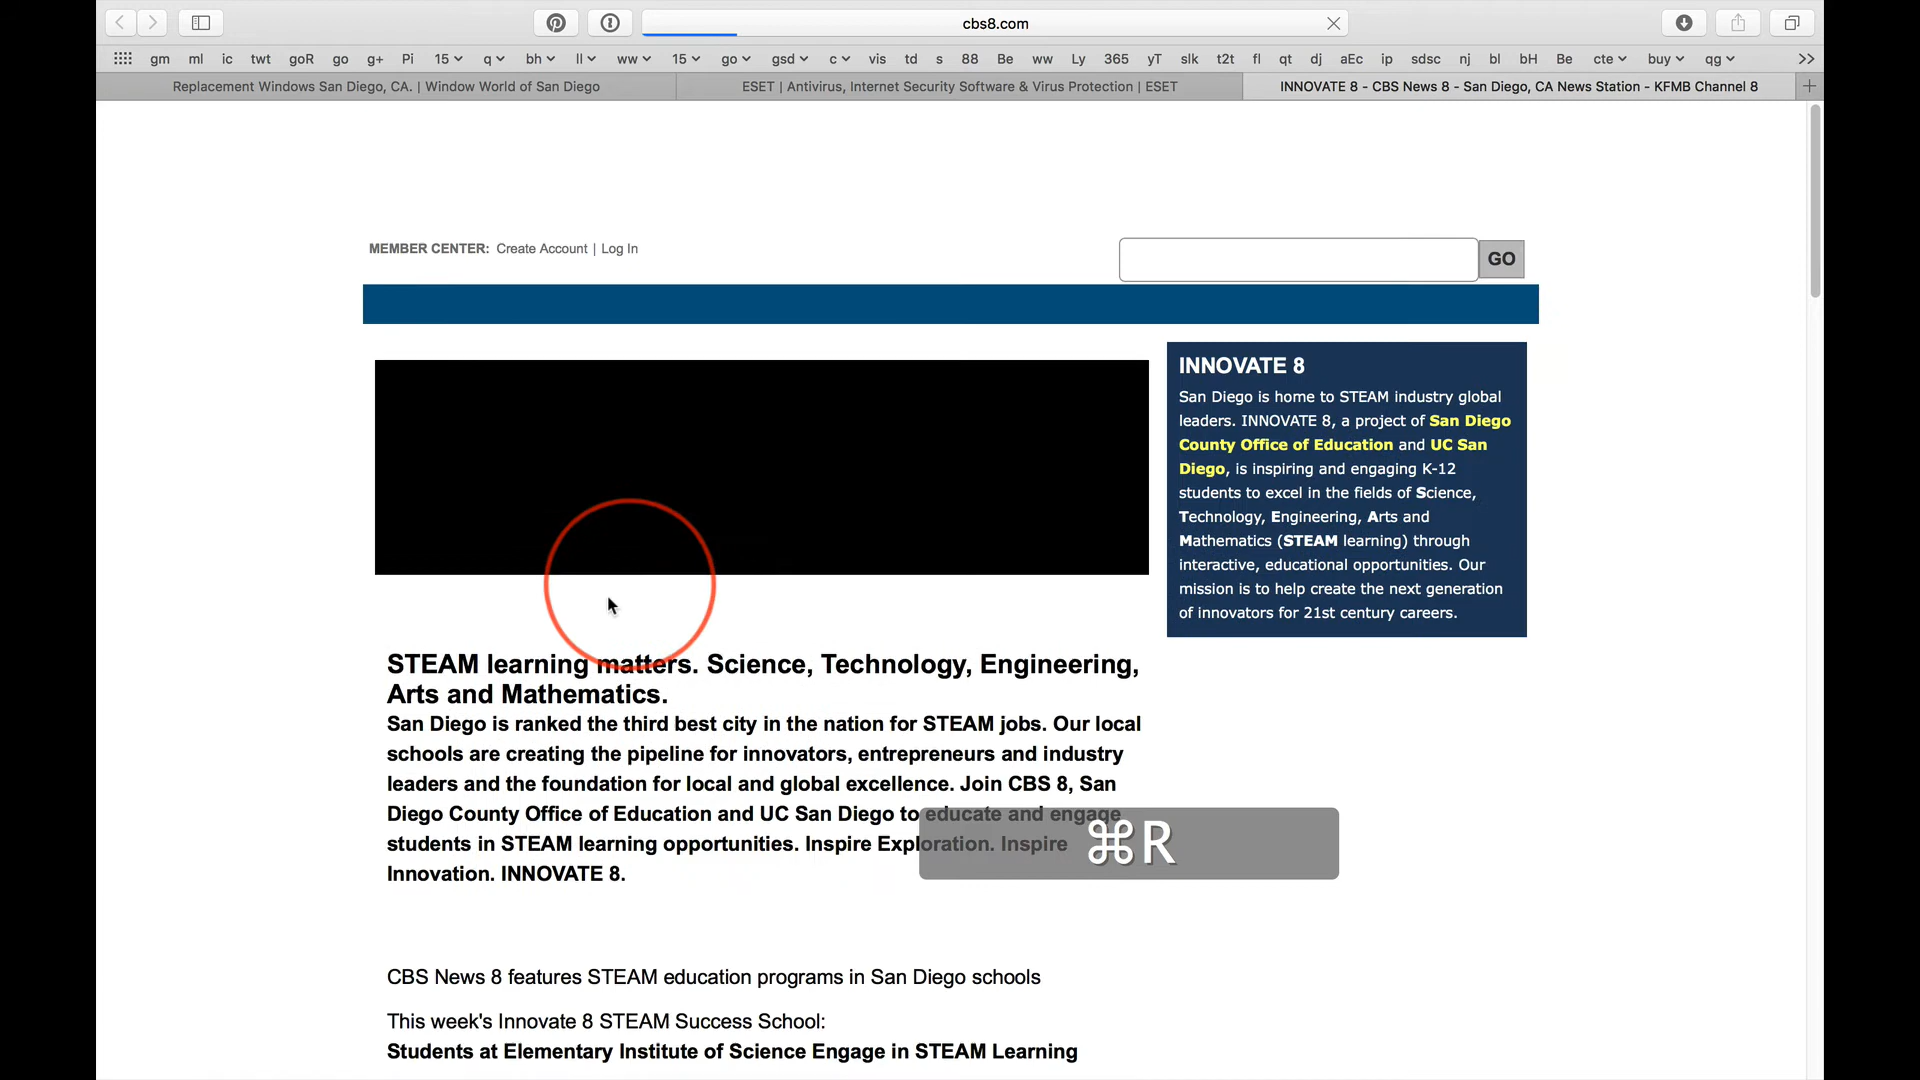 cbs8.com
gm ml ic twt goR go g+ Pi 15 q bh ll ww 15 go gsd c vis td s 88 Be ww Ly 365 yT slk t2t fl qt dj aEc ip sdsc nj bl bH Be cte buy qg
Replacement Windows San Diego, CA. | Window World of San Diego
ESET | Antivirus, Internet Security Software & Virus Protection | ESET
INNOVATE 8 - CBS News 8 - San Diego, CA News Station - KFMB Channel 8
MEMBER CENTER: Create Account | Log In
GO
INNOVATE 8
San Diego is home to STEAM industry global
leaders. INNOVATE 8, a project of San Diego
County Office of Education and UC San
Diego, is inspiring and engaging K-12
students to excel in the fields of Science,
Technology, Engineering, Arts and
Mathematics (STEAM learning) through
interactive, educational opportunities. Our
mission is to help create the next generation
of innovators for 21st century careers.
STEAM learning matters. Science, Technology, Engineering,
Arts and Mathematics.
San Diego is ranked the third best city in the nation for STEAM jobs. Our local
schools are creating the pipeline for innovators, entrepreneurs and industry
leaders and the foundation for local and global excellence. Join CBS 8, San
Diego County Office of Education and UC San Diego to educate and engage
students in STEAM learning opportunities. Inspire Exploration. Inspire
Innovation. INNOVATE 8.
⌘R
CBS News 8 features STEAM education programs in San Diego schools
This week's Innovate 8 STEAM Success School:
Students at Elementary Institute of Science Engage in STEAM Learning